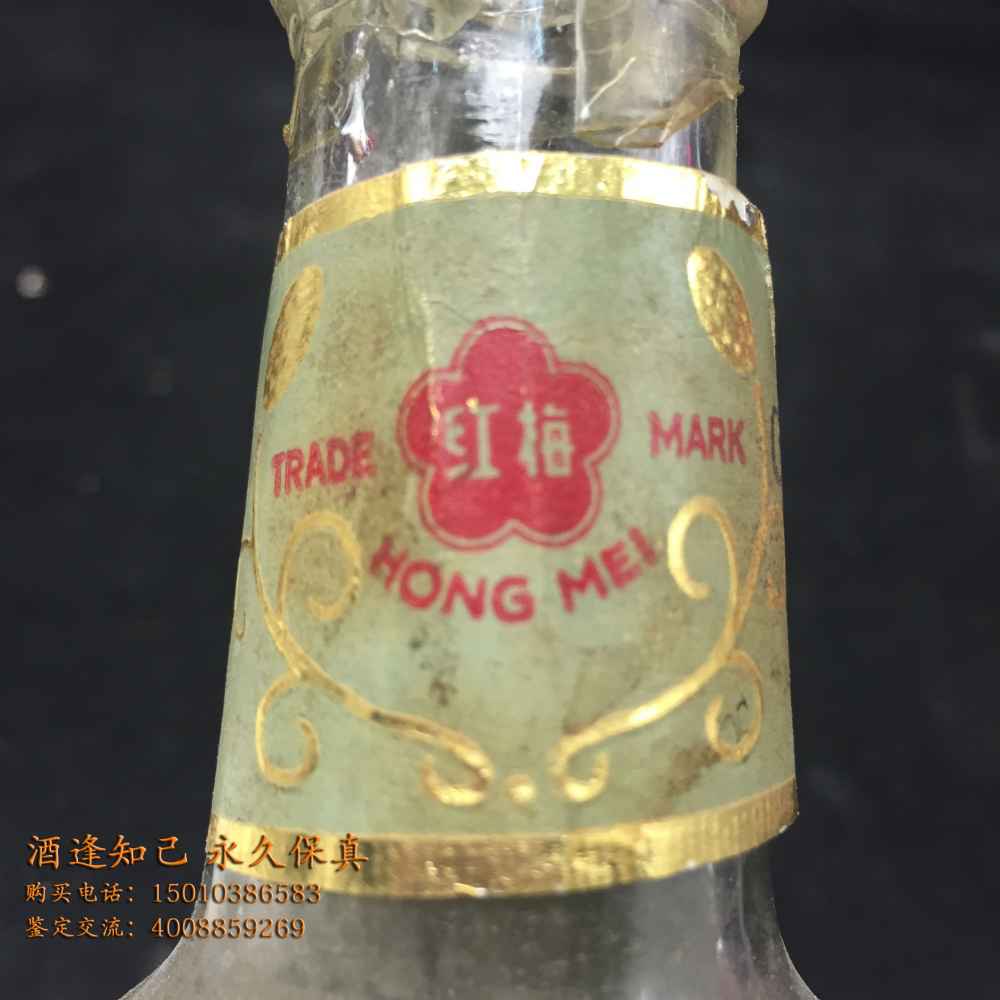 TRADE 红梅 MARK
HONG MEI
酒逢知己 永久保真
购买电话：15010386583
鉴定交流：4008859269